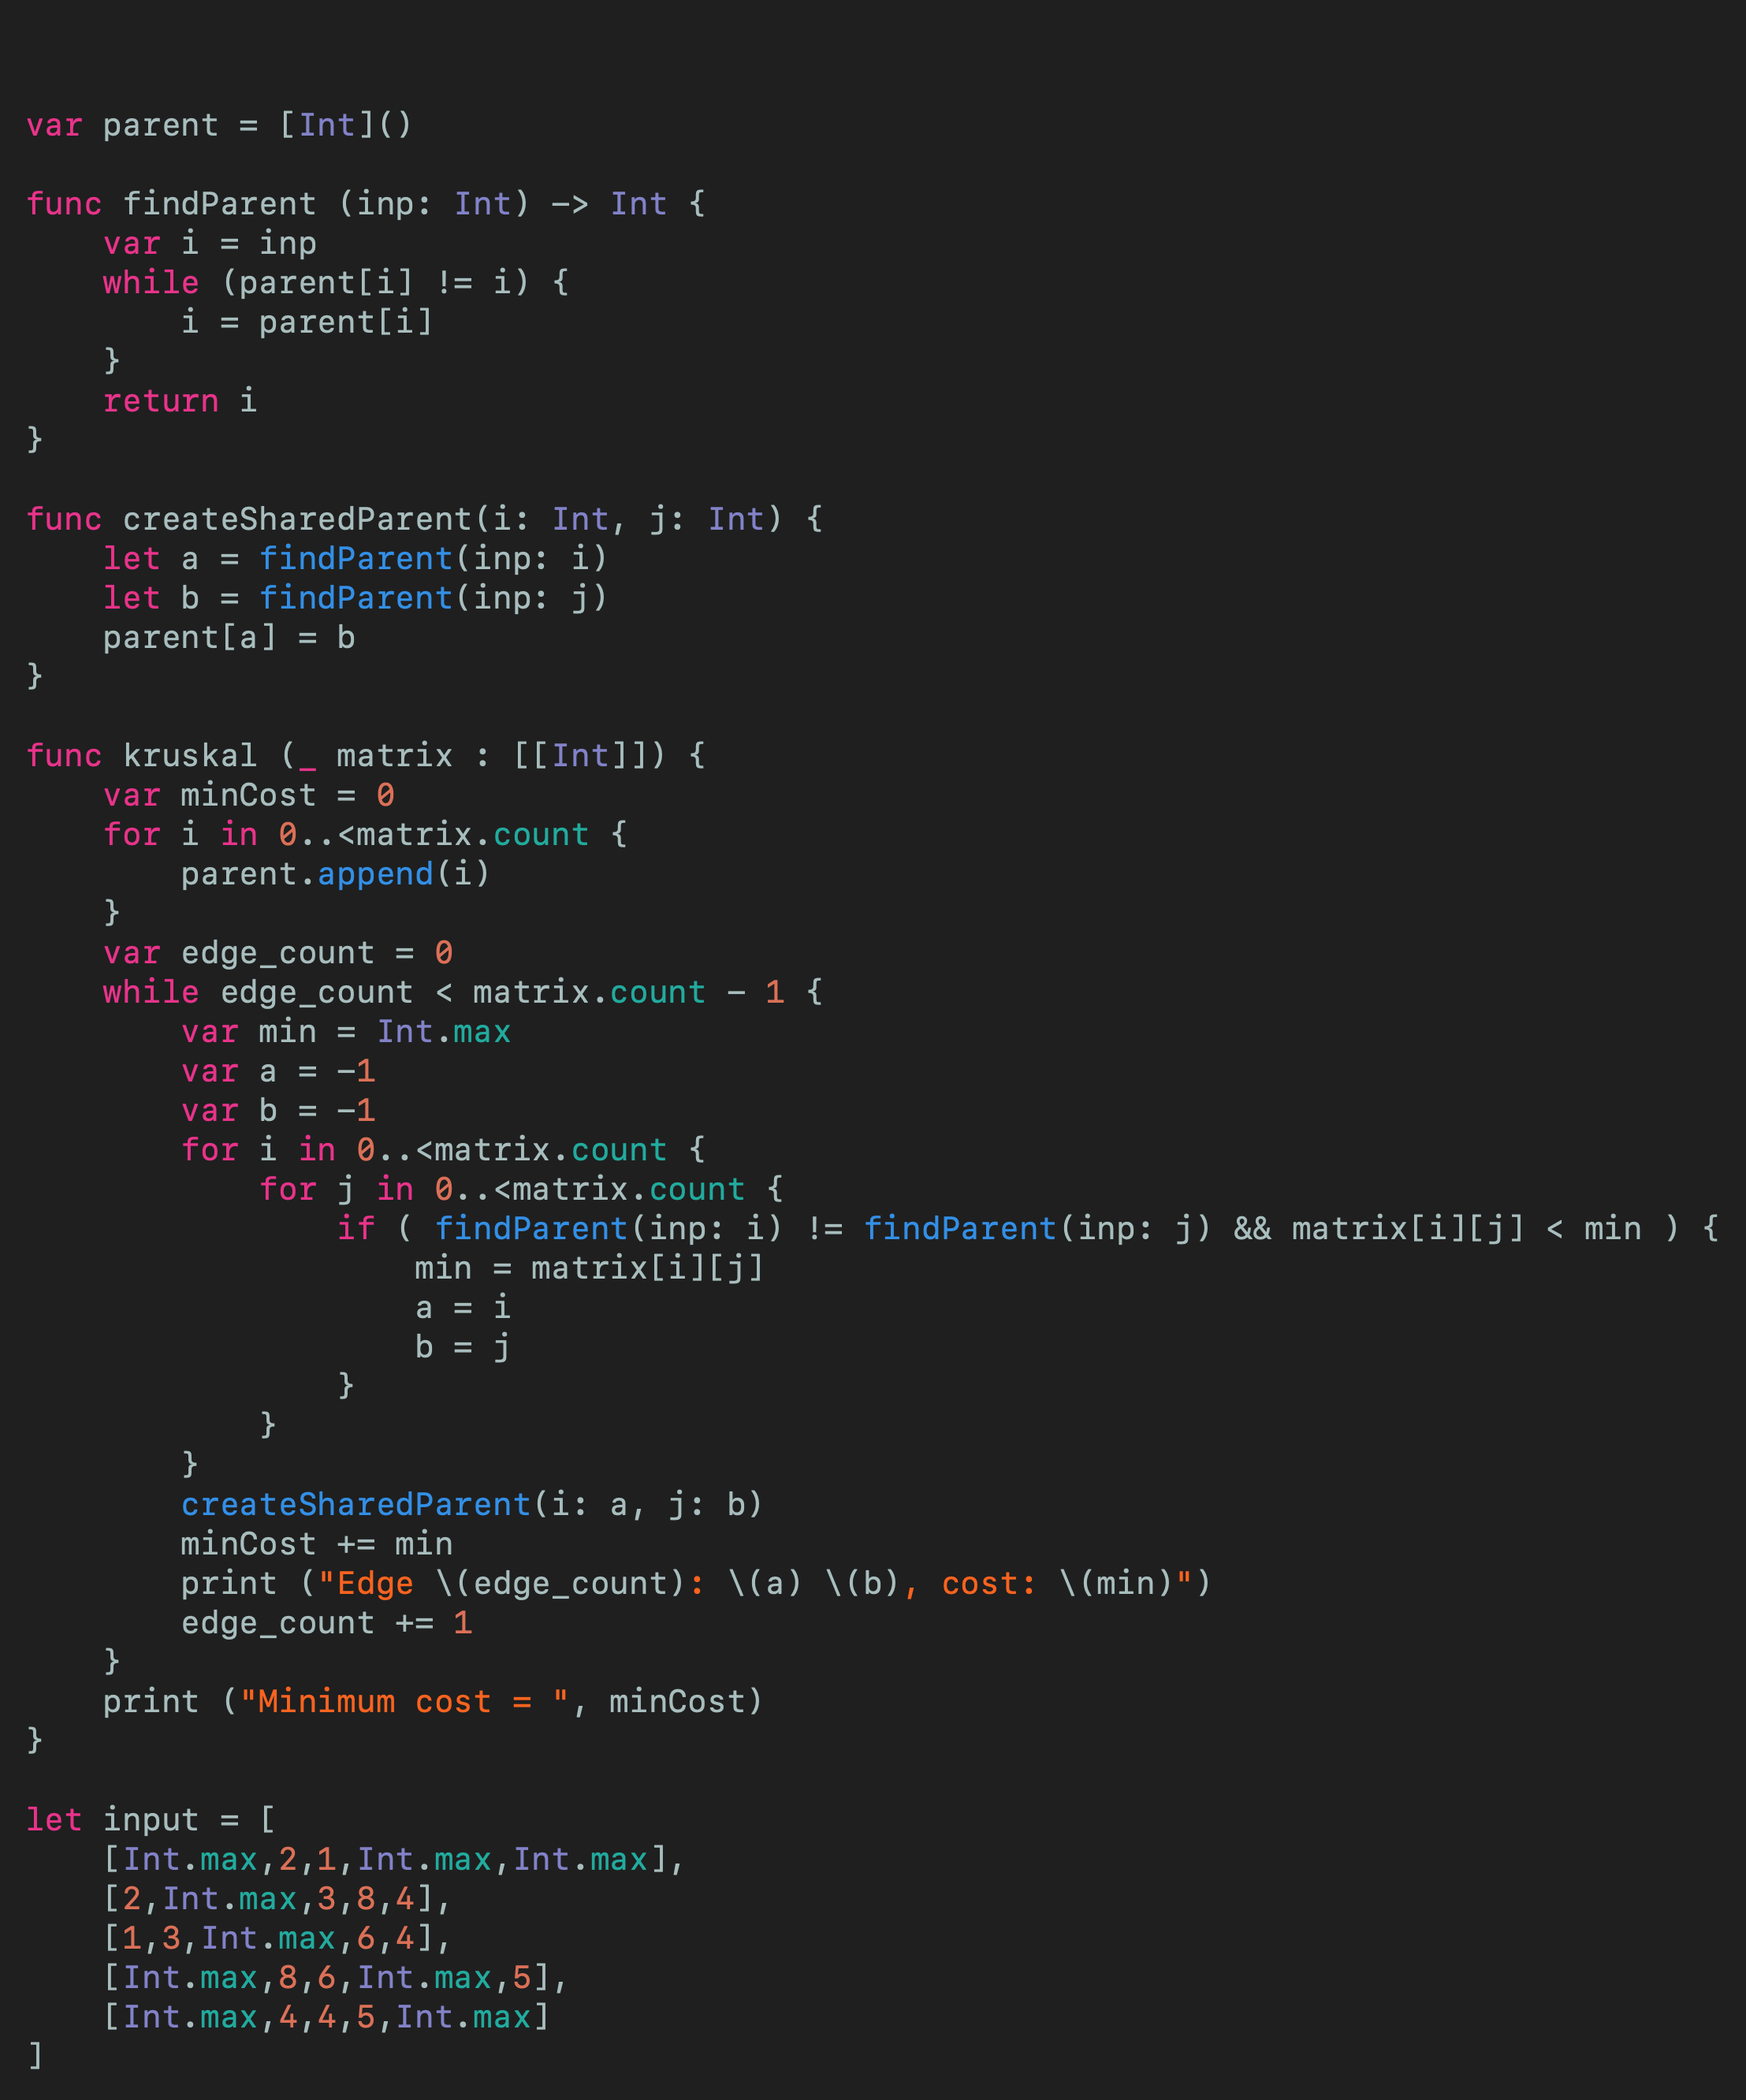 var parent = [Int]()

func findParent (inp: Int) -> Int {
    var i = inp
    while (parent[i] != i) {
        i = parent[i]
    }
    return i
}

func createSharedParent(i: Int, j: Int) {
    let a = findParent(inp: i)
    let b = findParent(inp: j)
    parent[a] = b
}

func kruskal (_ matrix : [[Int]]) {
    var minCost = 0
    for i in 0..<matrix.count {
        parent.append(i)
    }
    var edge_count = 0
    while edge_count < matrix.count - 1 {
        var min = Int.max
        var a = -1
        var b = -1
        for i in 0..<matrix.count {
            for j in 0..<matrix.count {
                if ( findParent(inp: i) != findParent(inp: j) && matrix[i][j] < min ) {
                    min = matrix[i][j]
                    a = i
                    b = j
                }
            }
        }
        createSharedParent(i: a, j: b)
        minCost += min
        print ("Edge \(edge_count): \(a) \(b), cost: \(min)")
        edge_count += 1
    }
    print ("Minimum cost = ", minCost)
}

let input = [
    [Int.max,2,1,Int.max,Int.max],
    [2,Int.max,3,8,4],
    [1,3,Int.max,6,4],
    [Int.max,8,6,Int.max,5],
    [Int.max,4,4,5,Int.max]
]